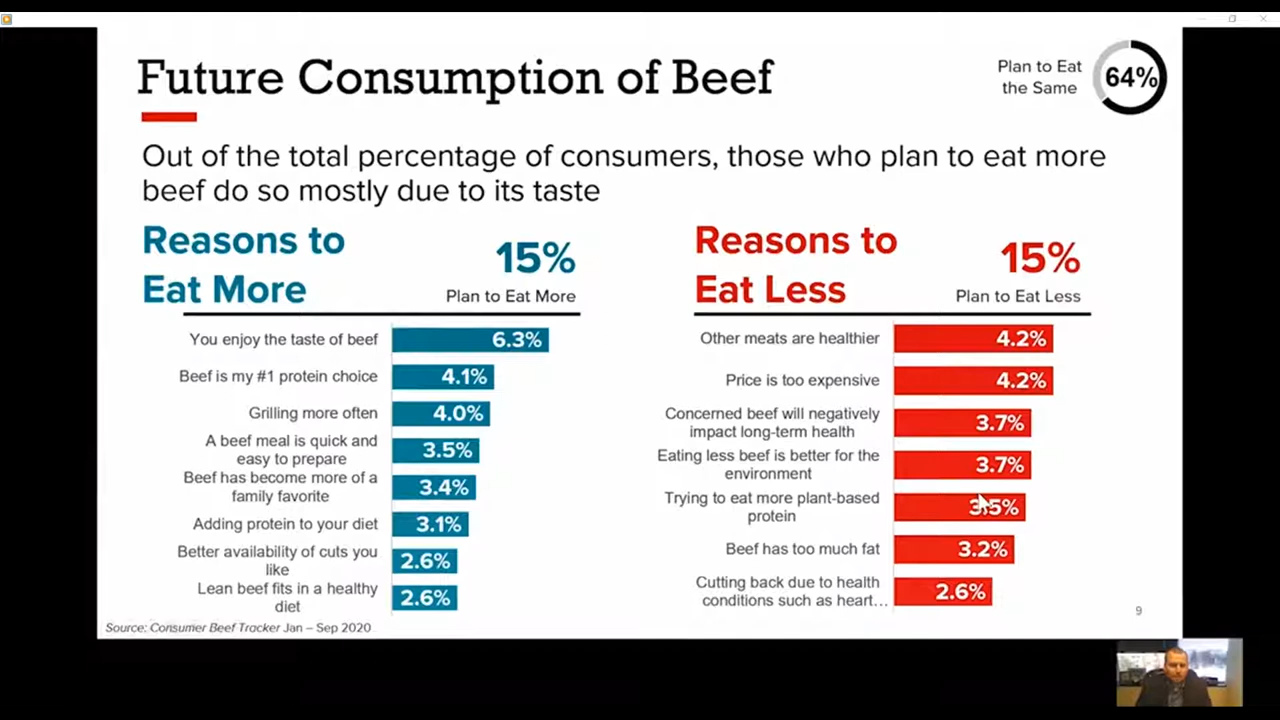 Future Consumption of Beef
Plan to Eat
the Same
64%
Out of the total percentage of consumers, those who plan to eat more
beef do so mostly due to its taste
Reasons to
Eat More
15%
Plan to Eat More
You enjoy the taste of beef
6.3%
Beef is my #1 protein choice
4.1%
Grilling more often
4.0%
A beef meal is quick and
easy to prepare
3.5%
Beef has become more of a
family favorite
3.4%
Adding protein to your diet
3.1%
Better availability of cuts you
like
2.6%
Lean beef fits in a healthy
diet
2.6%
Reasons to
Eat Less
15%
Plan to Eat Less
Other meats are healthier
4.2%
Price is too expensive
4.2%
Concerned beef will negatively
impact long-term health
3.7%
Eating less beef is better for the
environment
3.7%
Trying to eat more plant-based
protein
3.5%
Beef has too much fat
3.2%
Cutting back due to health
conditions such as heart…
2.6%
9
Source: Consumer Beef Tracker Jan – Sep 2020